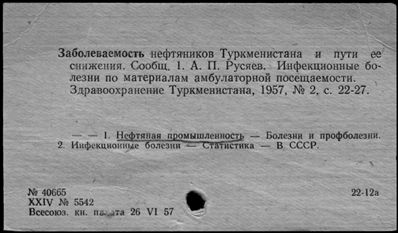 Заболеваемость нефтяников Туркменистана и пути ее
снижения. Сообщ. 1. А. П. Русяев. Инфекционные бо-
лезни по материалам амбулаторной посещаемости.
Здравоохранение Туркменистана, 1957, № 2, с. 22-27.
— — 1. Нефтяная промышленность — Болезни и профболезни.
2. Инфекционные болезни — Статистика — В СССР.
№ 40665
22-12а
XXIV № 5542
Всесоюз. кн. палата 26 VI 57